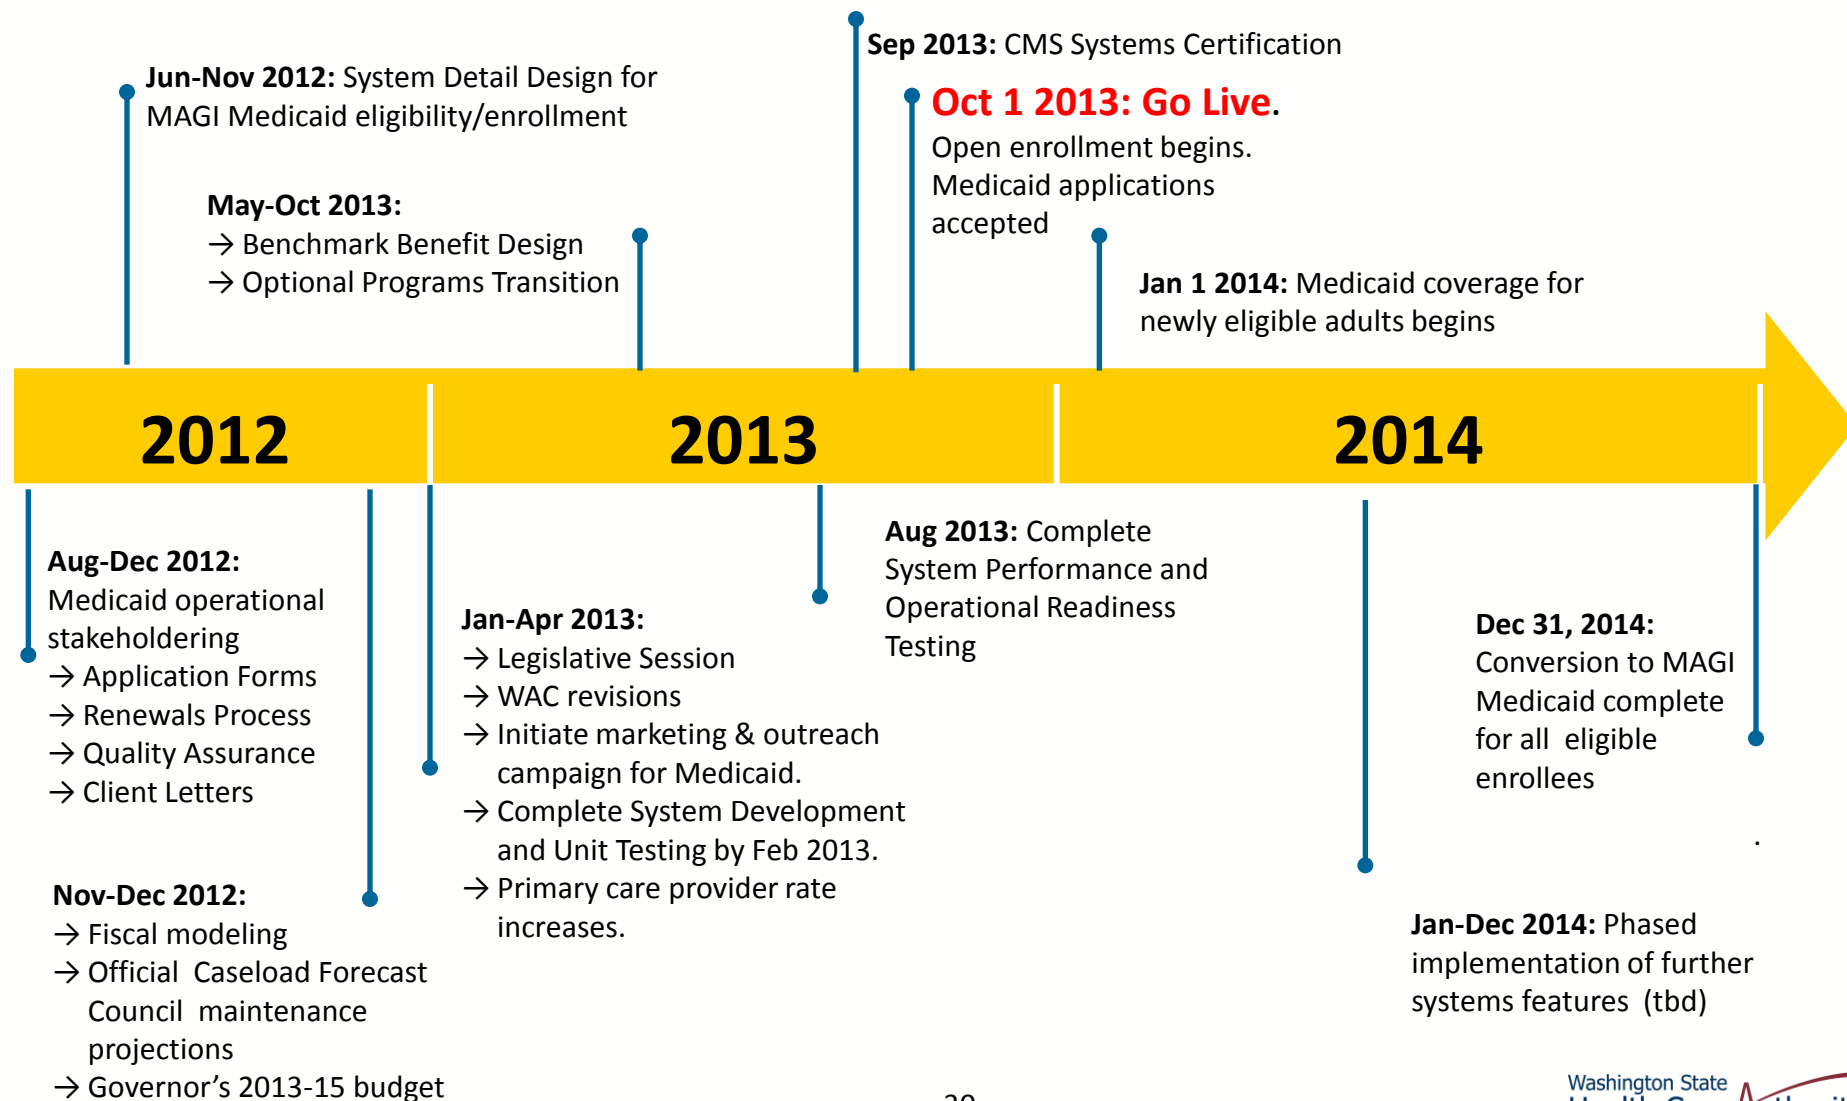 Sep 2013: CMS Systems Certification
Jun-Nov 2012: System Detail Design for
MAGI Medicaid eligibility/enrollment
Oct 1 2013: Go Live.
Open enrollment begins.
Medicaid applications
accepted
May-Oct 2013:
→ Benchmark Benefit Design
→ Optional Programs Transition
Jan 1 2014: Medicaid coverage for
newly eligible adults begins
2012 2013 2014
Aug-Dec 2012:
Medicaid operational
stakeholdering
→ Application Forms
→ Renewals Process
→ Quality Assurance
→ Client Letters
Nov-Dec 2012:
→ Fiscal modeling
→ Official Caseload Forecast
Council maintenance
projections
→ Governor's 2013-15 budget
Jan-Apr 2013:
→ Legislative Session
→ WAC revisions
→ Initiate marketing & outreach
campaign for Medicaid.
→ Complete System Development
and Unit Testing by Feb 2013.
→ Primary care provider rate
increases.
Aug 2013: Complete
System Performance and
Operational Readiness
Testing
Dec 31, 2014:
Conversion to MAGI
Medicaid complete
for all eligible
enrollees
.
Jan-Dec 2014: Phased
implementation of further
systems features (tbd)
Washington State